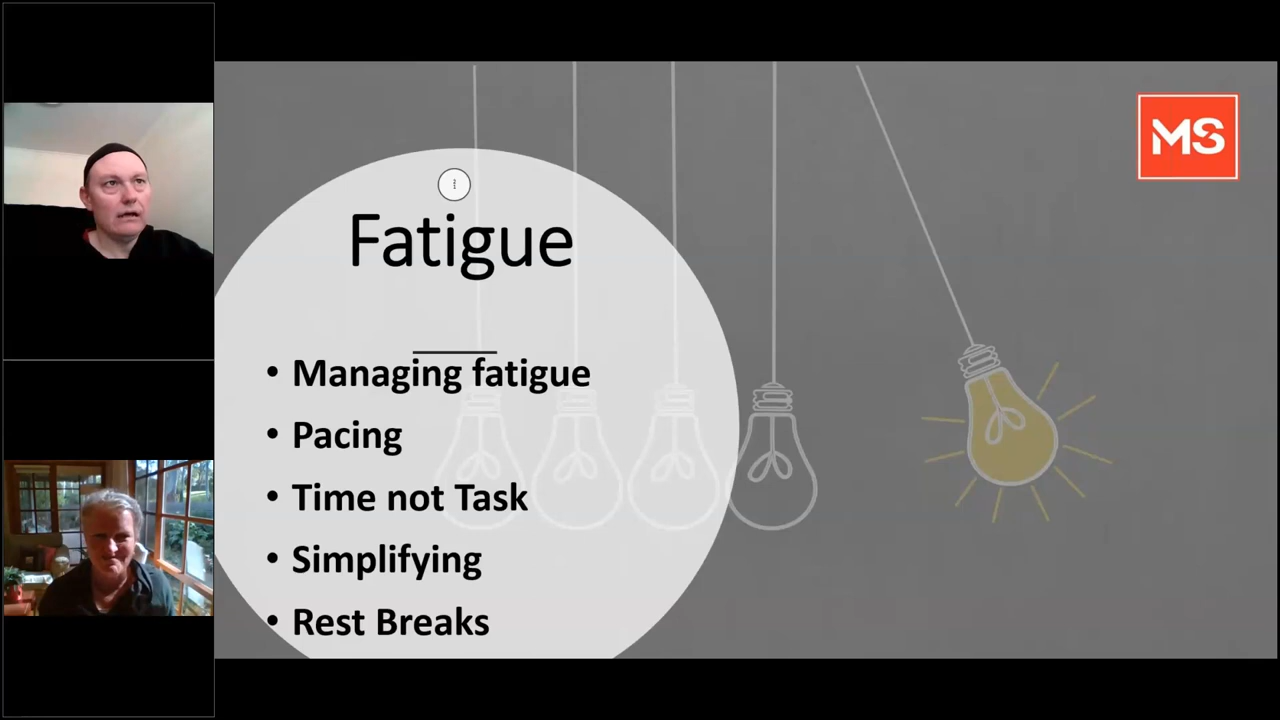 MS
Fatigue
• Managing fatigue
• Pacing
• Time not Task
• Simplifying
• Rest Breaks